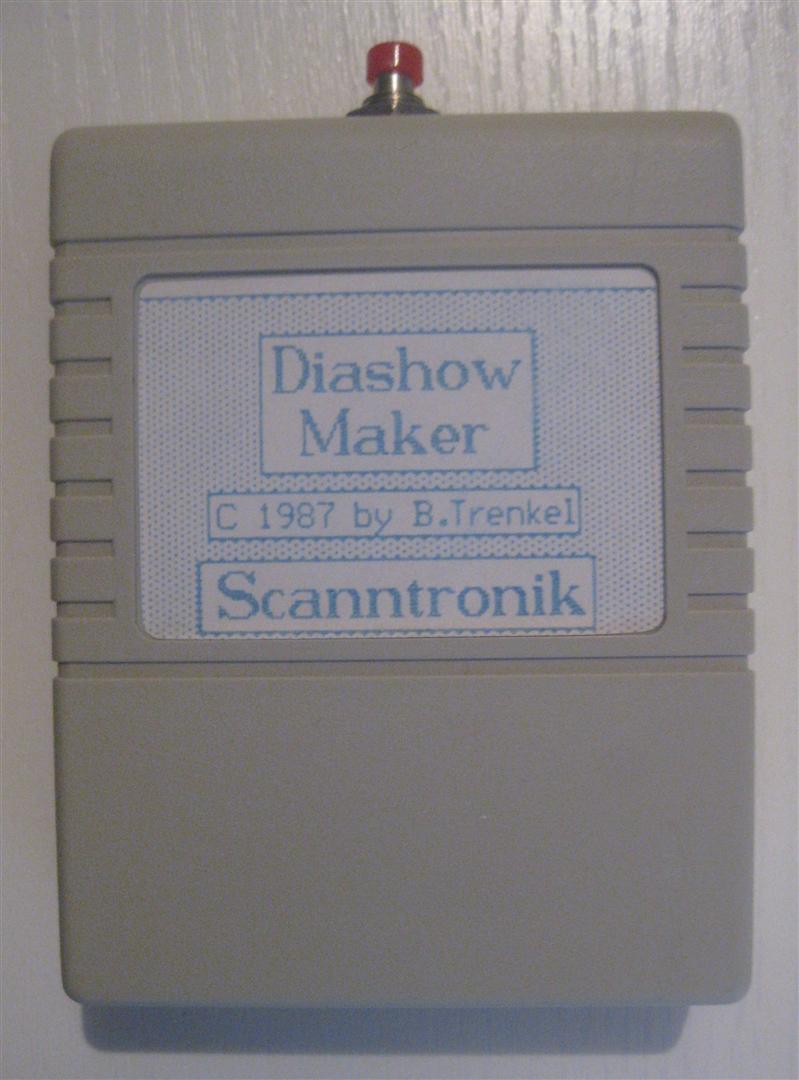 Diashow
Maker
C 1987 by B.Trenkel
Scanntronik